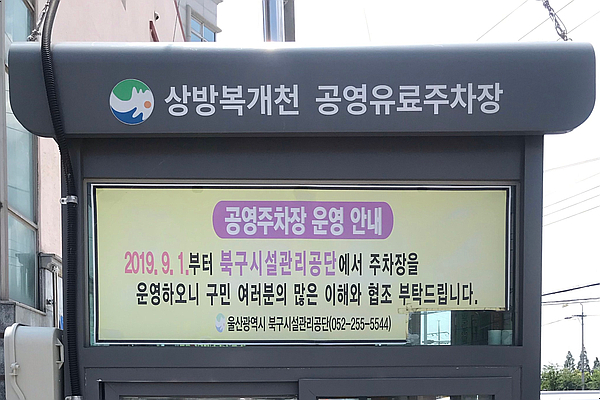 상방복개천 공영유료주차장
공영주차장 운영 안내
2019. 9. 1.부터 북구시설관리공단에서 주차장을
운영하오니 구민 여러분의 많은 이해와 협조 부탁드립니다.
울산광역시 북구시설관리공단(052-255-5544)